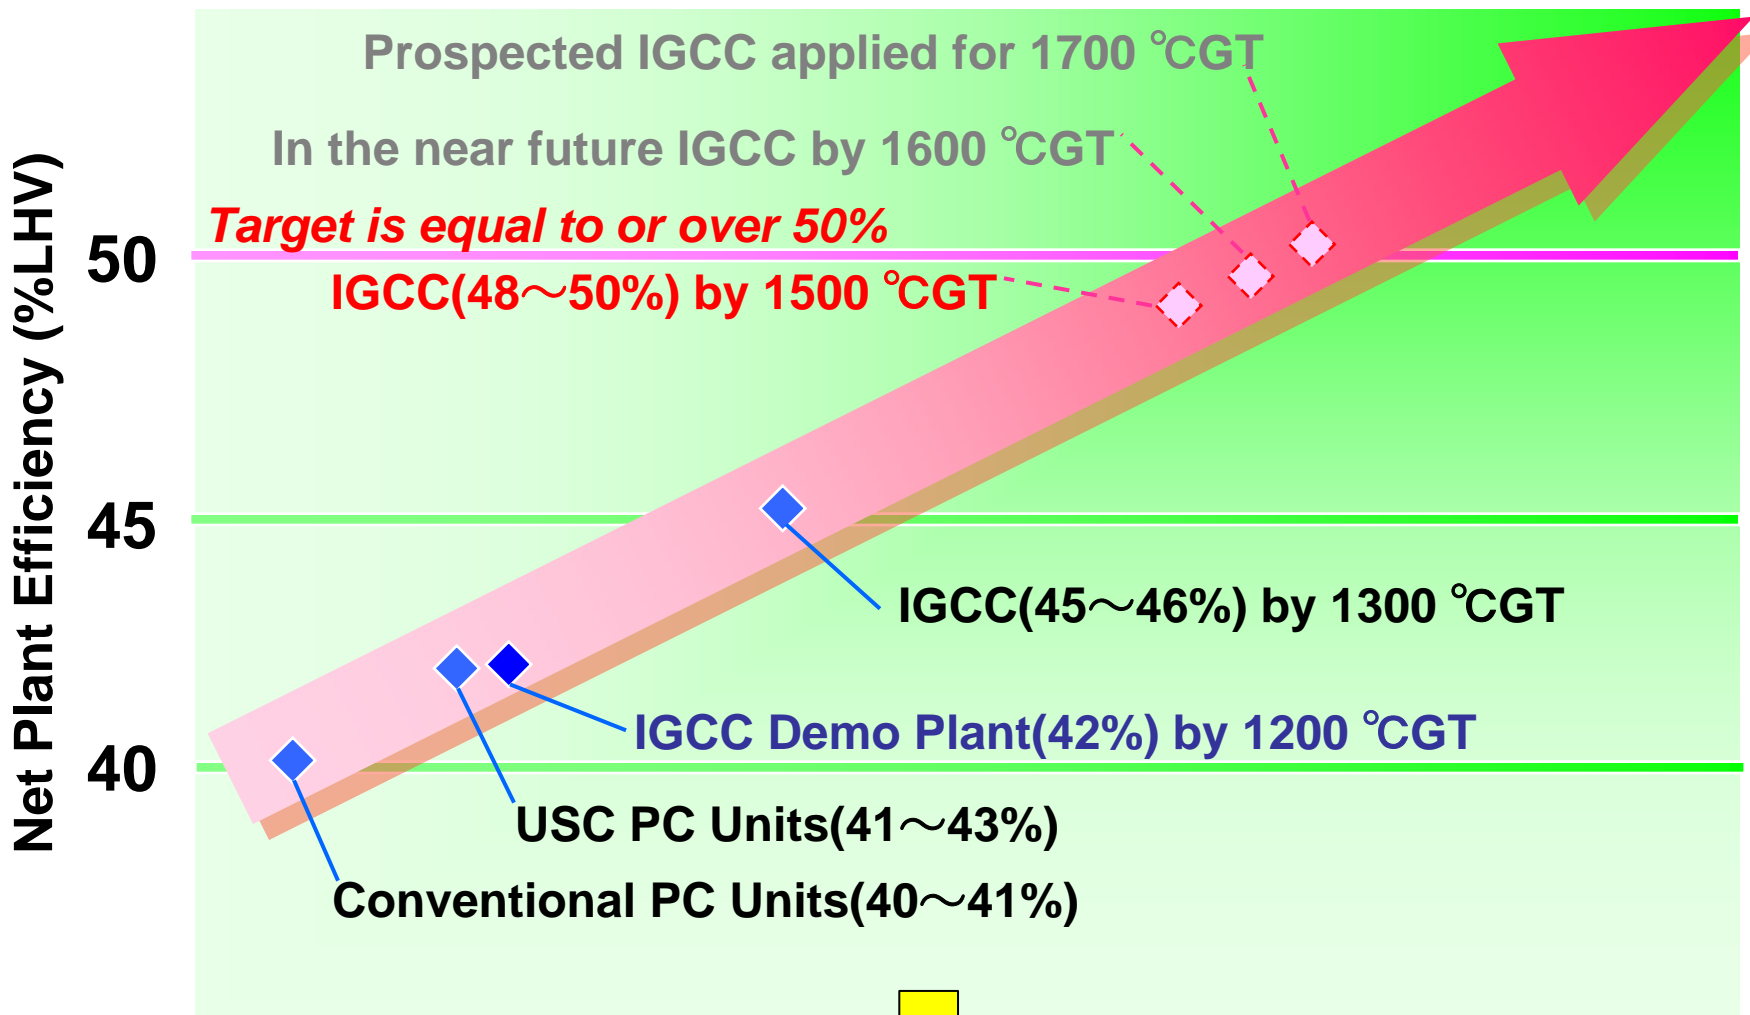 Prospected IGCC applied for 1700 ℃GT
In the near future IGCC by 1600 ℃GT
Target is equal to or over 50%
50
IGCC(48～50%) by 1500 ℃GT
Net Plant Efficiency (%LHV)
45
IGCC(45～46%) by 1300 ℃GT
IGCC Demo Plant(42%) by 1200 ℃GT
40
USC PC Units(41～43%)
Conventional PC Units(40～41%)